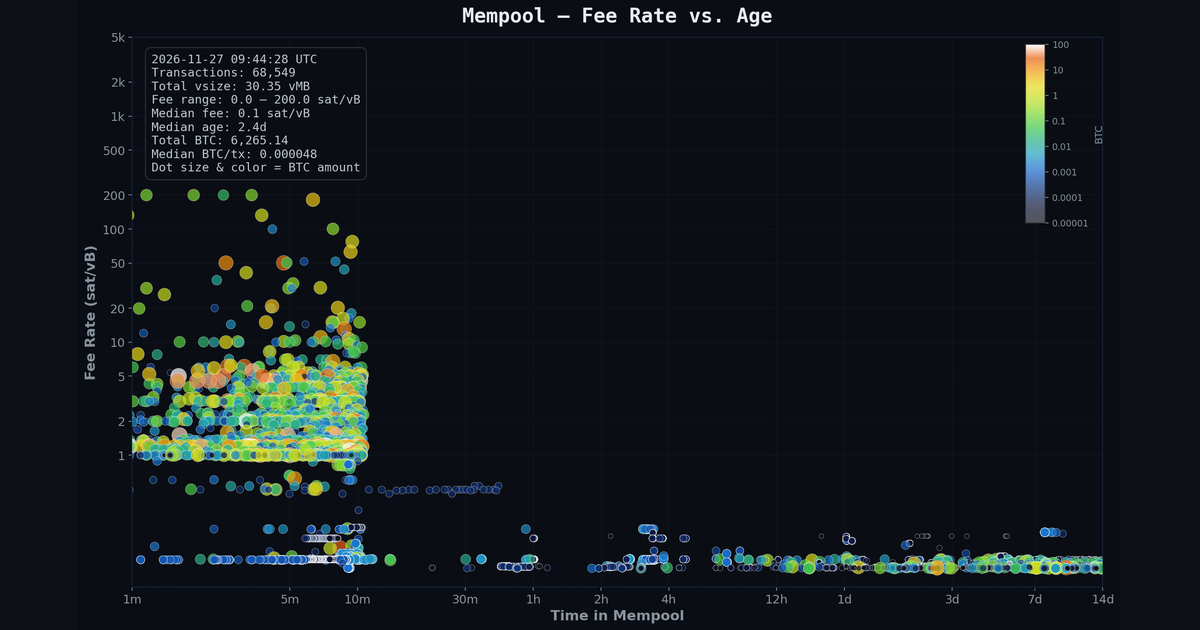 Mempool — Fee Rate vs. Age
2026-11-27 09:44:28 UTC
Transactions: 68,549
Total vsize: 30.35 vMB
Fee range: 0.0 — 200.0 sat/vB
Median fee: 0.1 sat/vB
Median age: 2.4d
Total BTC: 6,265.14
Median BTC/tx: 0.000048
Dot size & color = BTC amount
100
10
1
0.1
0.01
0.001
0.0001
0.00001
BTC
Fee Rate (sat/vB)
5k
2k
1k
500
200
100
50
20
10
5
2
1
1m
5m
10m
30m
1h
2h
4h
12h
1d
3d
7d
14d
Time in Mempool